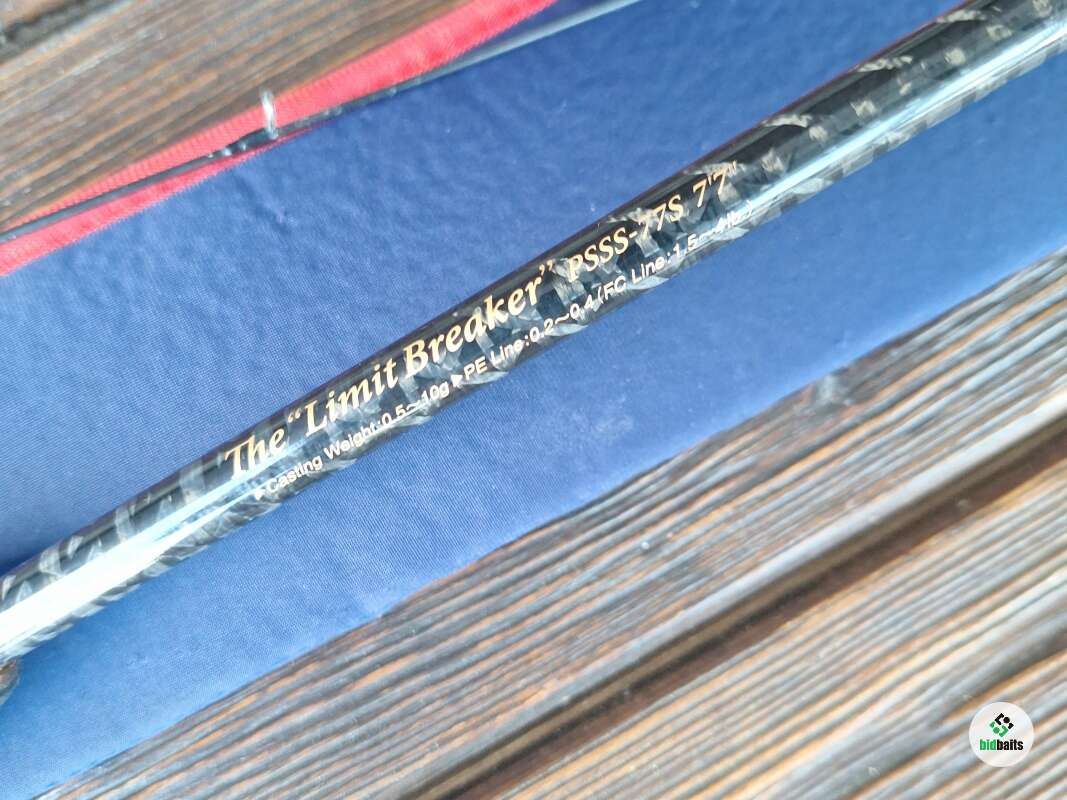 The “Limit Breaker” PSSS-77S 7'7"
▶Casting Weight:0.5～10g ▶PE Line:0.2～0.4(FC Line:1.5～4lb.)
bidbaits